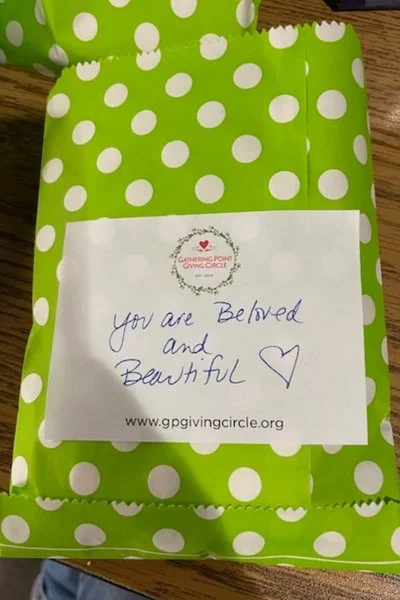 GATHERING POINT
GIVING CIRCLE
You are Beloved
and
Beautiful
www.gpgivingcircle.org